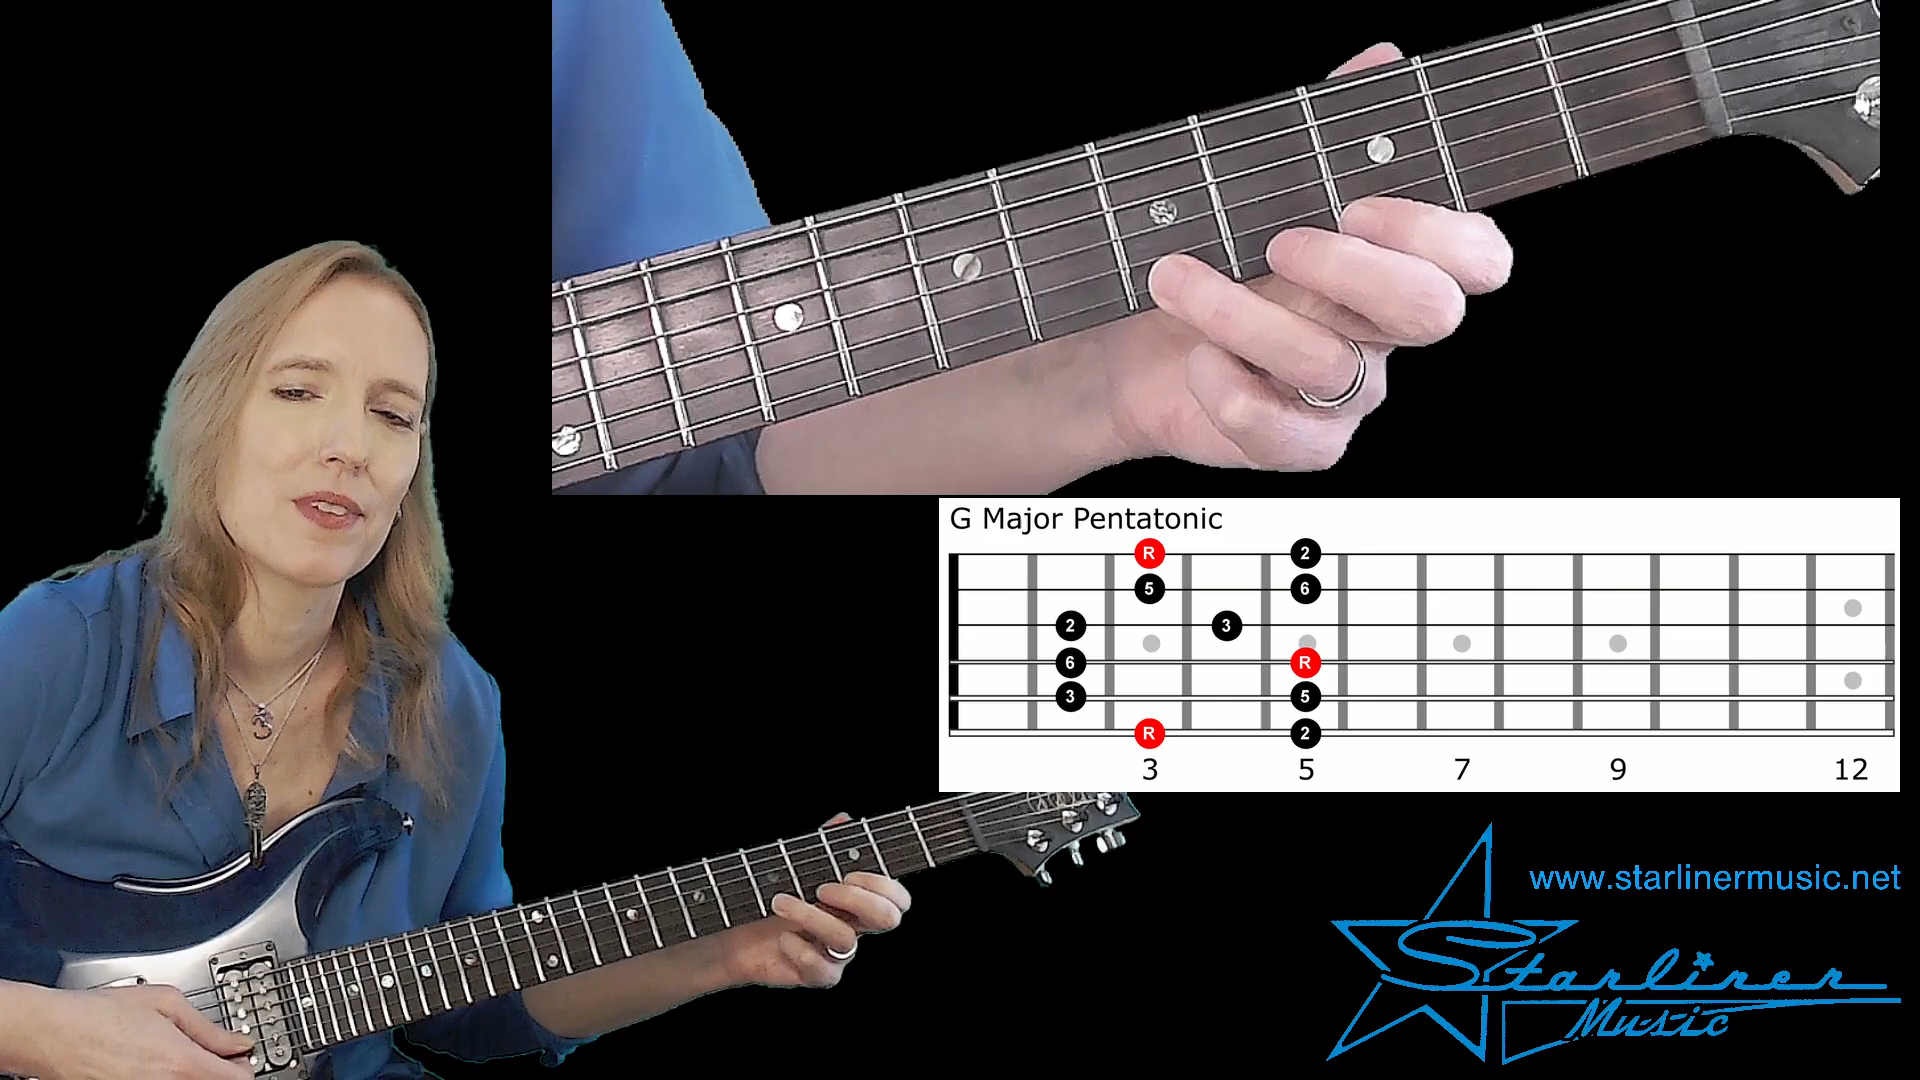 G Major Pentatonic
R 2
5 6
2 3
6 R
3 5
R 2
3 5 7 9 12
www.starlinermusic.net
Starliner
Music